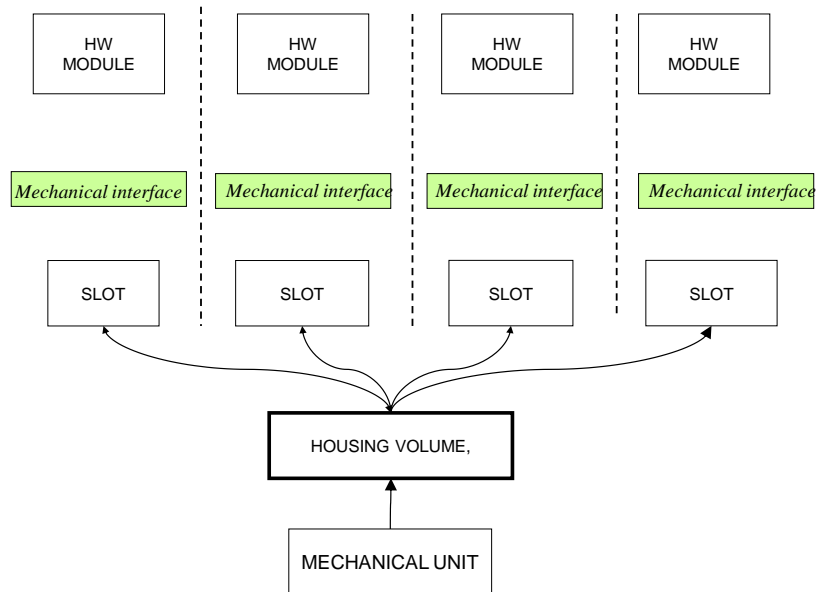 HW
MODULE
HW
MODULE
HW
MODULE
HW
MODULE
Mechanical interface
Mechanical interface
Mechanical interface
Mechanical interface
SLOT
SLOT
SLOT
SLOT
HOUSING VOLUME,
MECHANICAL UNIT